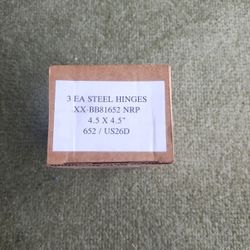 3 EA STEEL HINGES
XX-BB81652 NRP
4.5 X 4.5"
652 / US26D